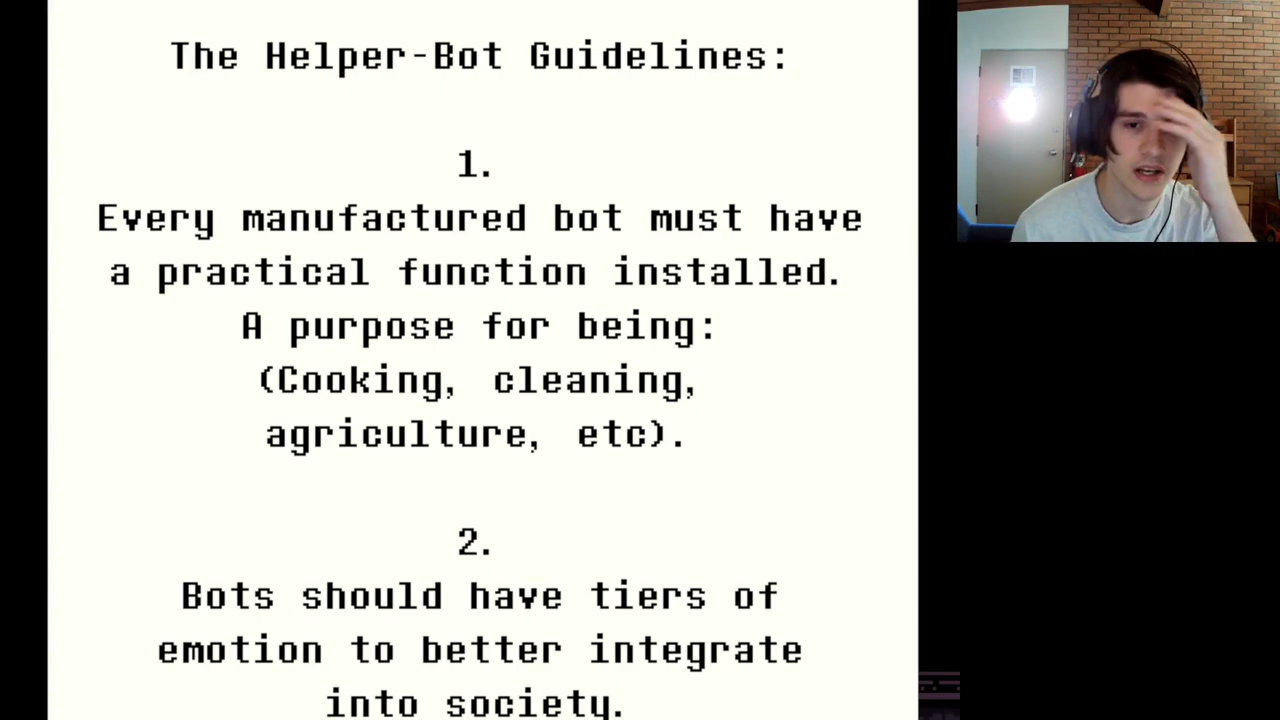 The Helper-Bot Guidelines:
1.
Every manufactured bot must have
a practical function installed.
A purpose for being:
(Cooking, cleaning,
agriculture, etc).
2.
Bots should have tiers of
emotion to better integrate
into society.